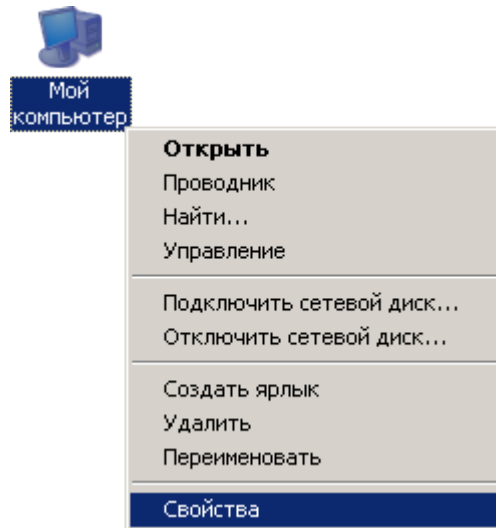 Мой
компьютер
Открыть
Проводник
Найти...
Управление
Подключить сетевой диск...
Отключить сетевой диск...
Создать ярлык
Удалить
Переименовать
Свойства